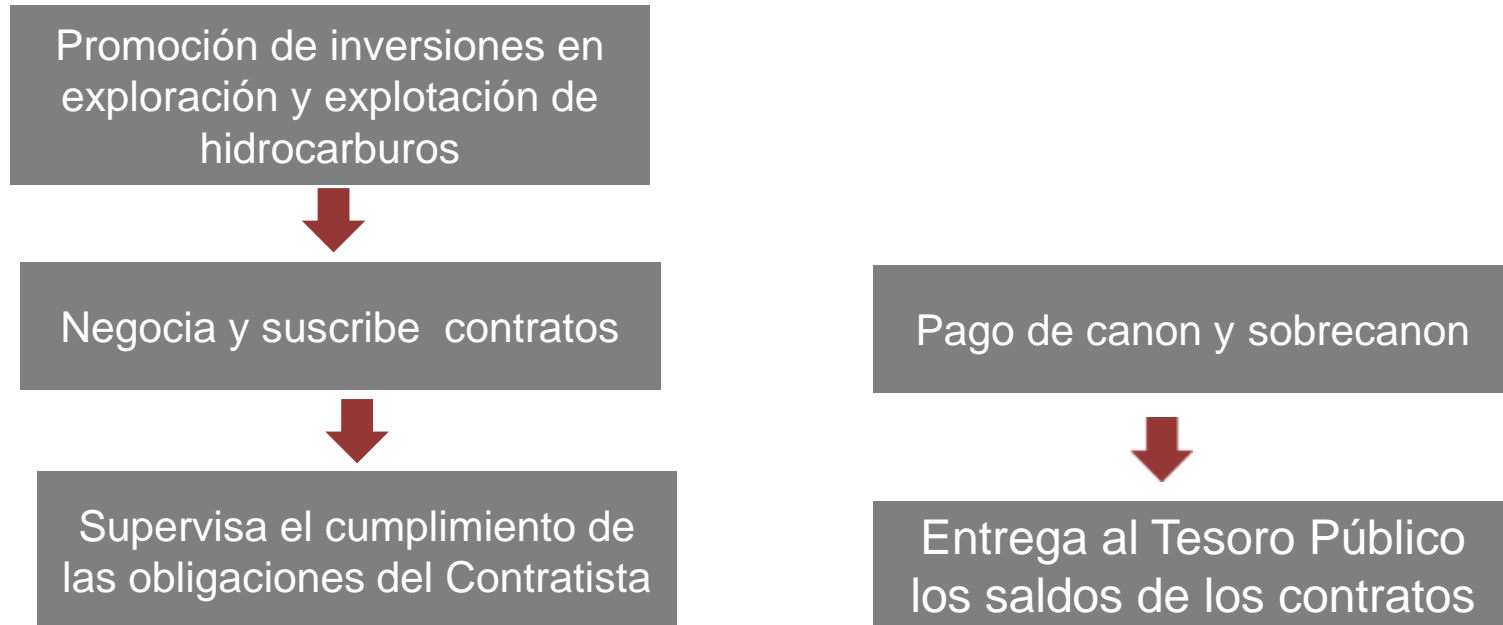 Promoción de inversiones en
exploración y explotación de
hidrocarburos
Negocia y suscribe contratos
Supervisa el cumplimiento de
las obligaciones del Contratista
Pago de canon y sobrecanon
Entrega al Tesoro Público
los saldos de los contratos